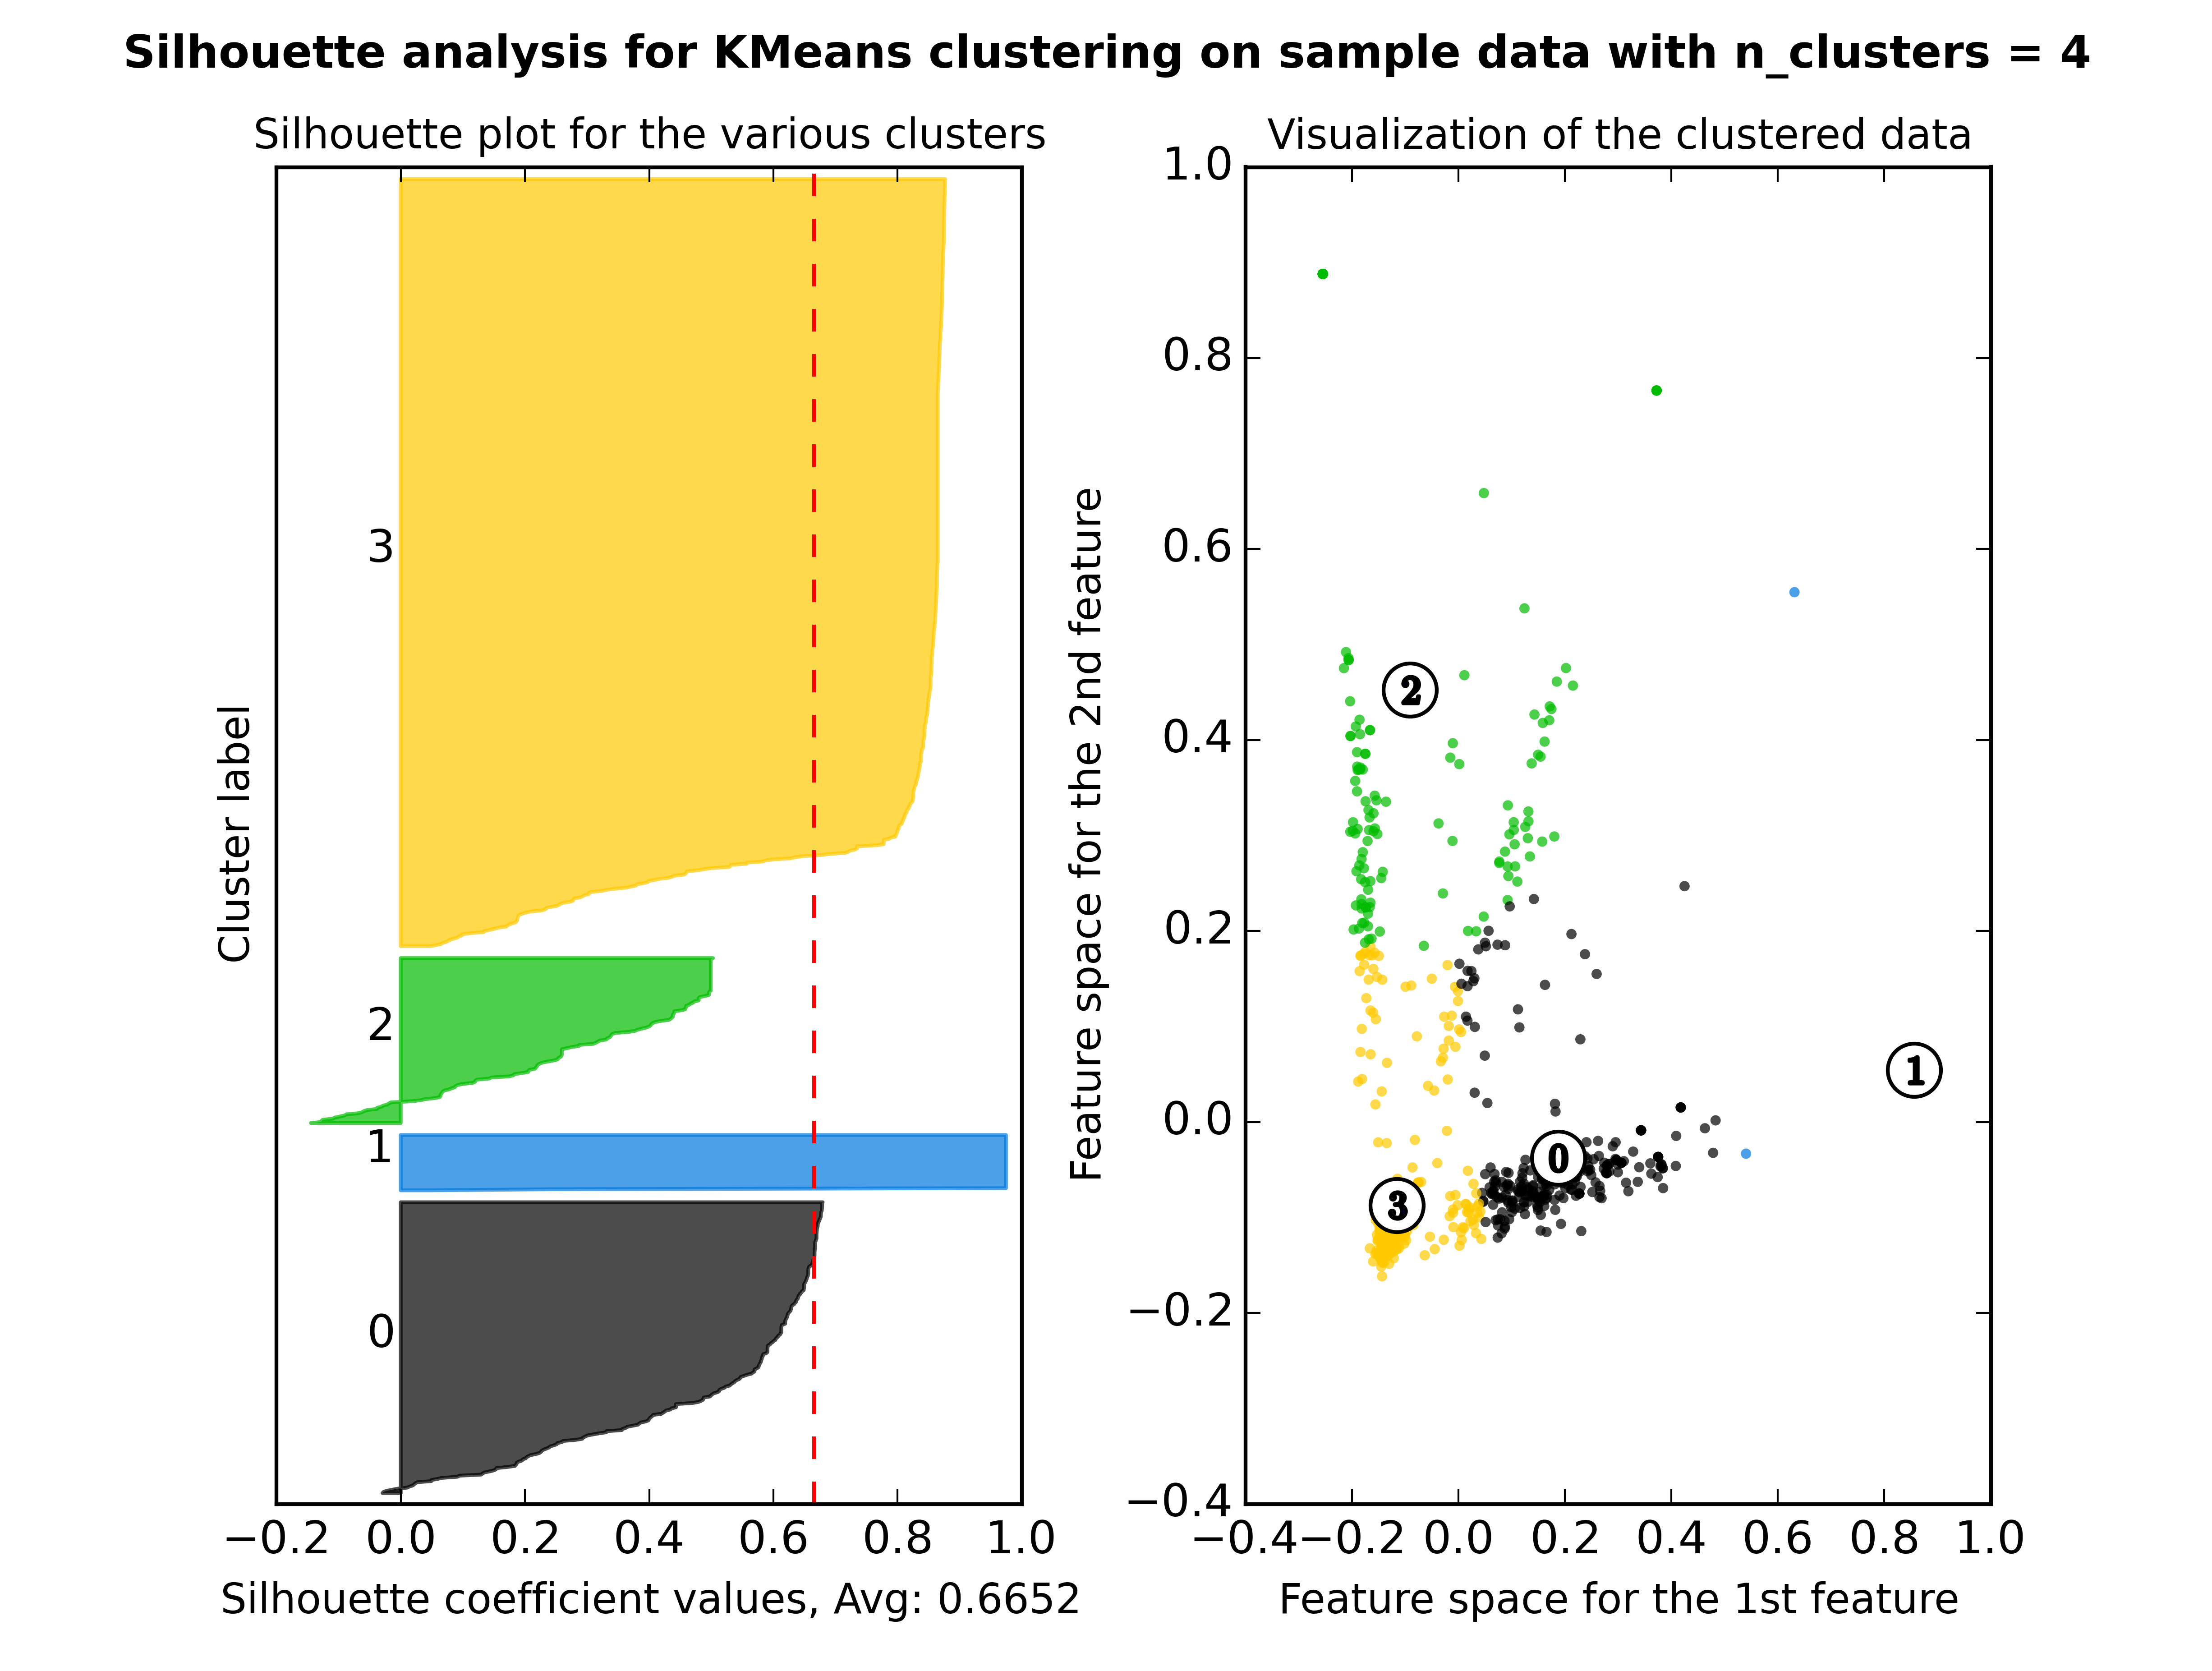 Silhouette analysis for KMeans clustering on sample data with n_clusters = 4
Silhouette plot for the various clusters
Cluster label
3
2
1
0
−0.2 0.0 0.2 0.4 0.6 0.8 1.0
Silhouette coefficient values, Avg: 0.6652
Visualization of the clustered data
Feature space for the 2nd feature
1.0
0.8
0.6
0.4
0.2
0.0
−0.2
−0.4
2
1
0
3
−0.4 −0.2 0.0 0.2 0.4 0.6 0.8 1.0
Feature space for the 1st feature